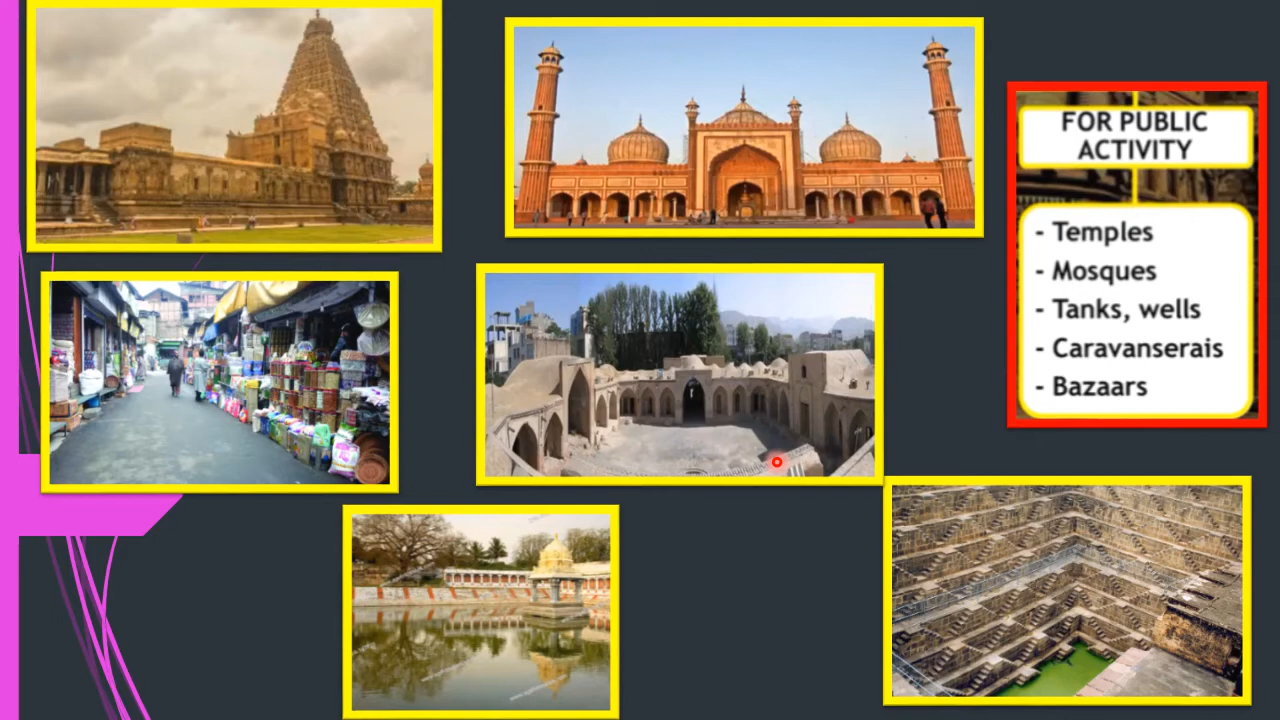 FOR PUBLIC
ACTIVITY
- Temples
- Mosques
- Tanks, wells
- Caravanserais
- Bazaars